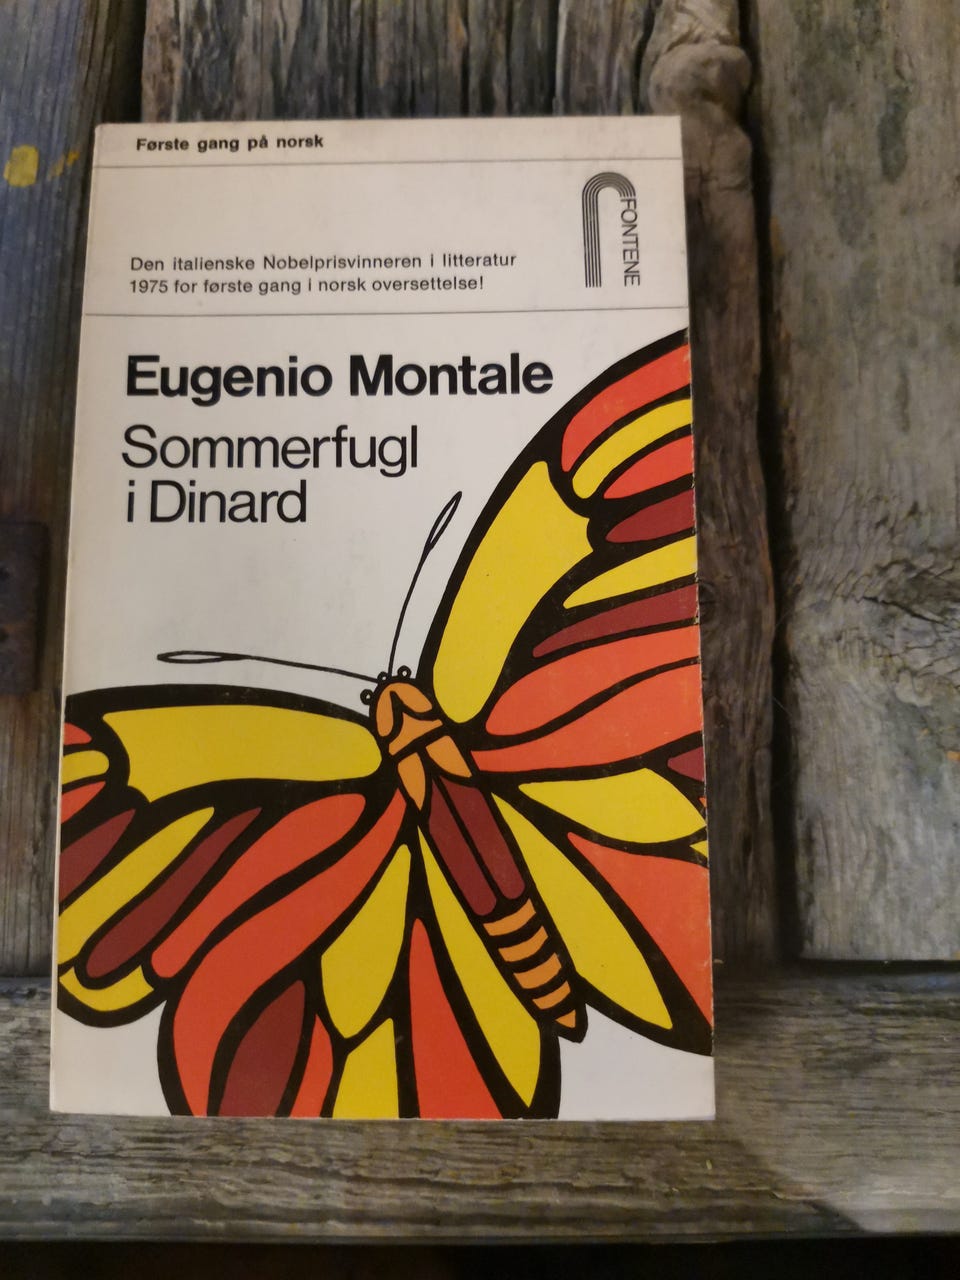 Første gang på norsk
FONTENE
Den italienske Nobelprisvinneren i litteratur
1975 for første gang i norsk oversettelse!
Eugenio Montale
Sommerfugl
i Dinard